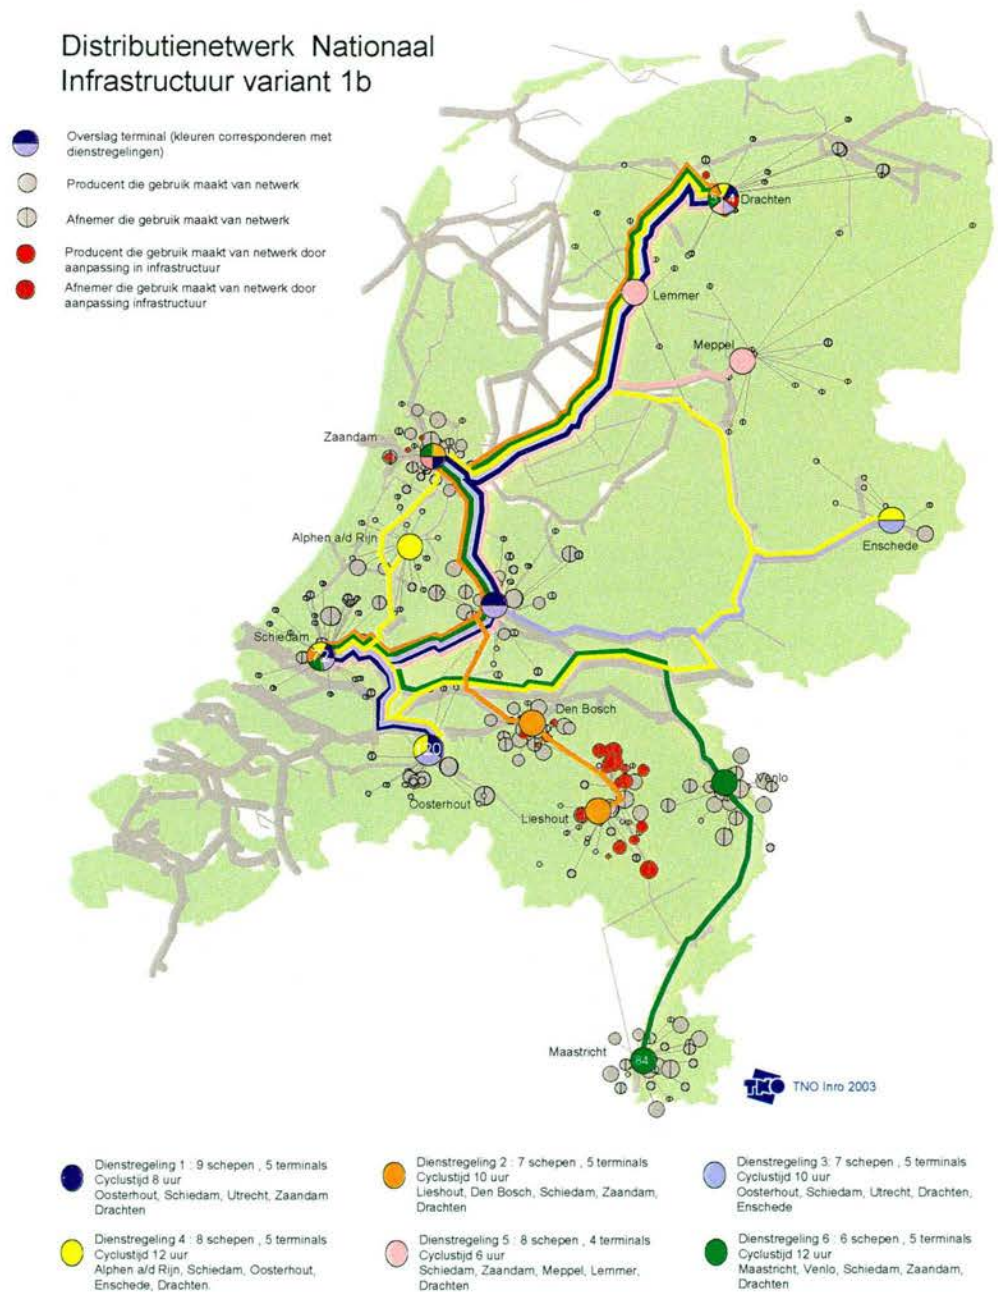 Distributienetwerk Nationaal
Infrastructuur variant 1b
Overslag terminal (kleuren corresponderen met
dienstregelingen)
Producent die gebruik maakt van netwerk
Afnemer die gebruik maakt van netwerk
Producent die gebruik maakt van netwerk door
aanpassing in infrastructuur
Afnemer die gebruik maakt van netwerk door
aanpassing infrastructuur
Drachten
Lemmer
Meppel
Zaandam
Alphen a/d Rijn
Enschede
Schiedam
Den Bosch
20
Oosterhout
Venlo
Lieshout
Maastricht
84
TNO TNO Inro 2003
Dienstregeling 1 : 9 schepen , 5 terminals
Cyclustijd 8 uur
Oosterhout, Schiedam, Utrecht, Zaandam
Drachten
Dienstregeling 2 : 7 schepen , 5 terminals
Cyclustijd 10 uur
Lieshout, Den Bosch, Schiedam, Zaandam,
Drachten
Dienstregeling 3: 7 schepen , 5 terminals
Cyclustijd 10 uur
Oosterhout, Schiedam, Utrecht, Drachten,
Enschede
Dienstregeling 4 : 8 schepen , 5 terminals
Cyclustijd 12 uur
Alphen a/d Rijn, Schiedam, Oosterhout,
Enschede, Drachten.
Dienstregeling 5 : 8 schepen , 4 terminals
Cyclustijd 6 uur
Schiedam, Zaandam, Meppel, Lemmer,
Drachten
Dienstregeling 6 : 6 schepen , 5 terminals
Cyclustijd 12 uur
Maastricht, Venlo, Schiedam, Zaandam,
Drachten